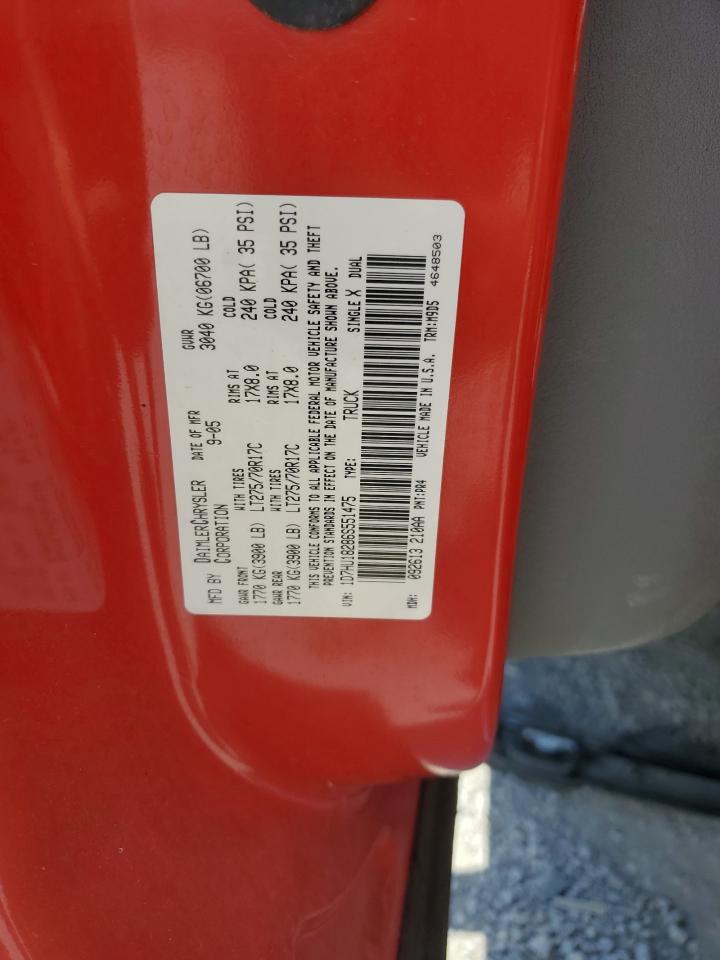 MFD BY DAIMLERCHRYSLER DATE OF MFR GVWR
CORPORATION 9-05 3040 KG(06700 LB)
GAWR FRONT WITH TIRES RIMS AT COLD
1770 KG(3900 LB) LT275/70R17C 17X8.0 240 KPA( 35 PSI)
GAWR REAR WITH TIRES RIMS AT COLD
1770 KG(3900 LB) LT275/70R17C 17X8.0 240 KPA( 35 PSI)
THIS VEHICLE CONFORMS TO ALL APPLICABLE FEDERAL MOTOR VEHICLE SAFETY AND THEFT
PREVENTION STANDARDS IN EFFECT ON THE DATE OF MANUFACTURE SHOWN ABOVE.
VIN: 1D7HU18286S551475 TYPE: TRUCK SINGLE X DUAL
MDH: 092613 210AA PNT:PR4 VEHICLE MADE IN U.S.A. TRM:M9D5
4648503